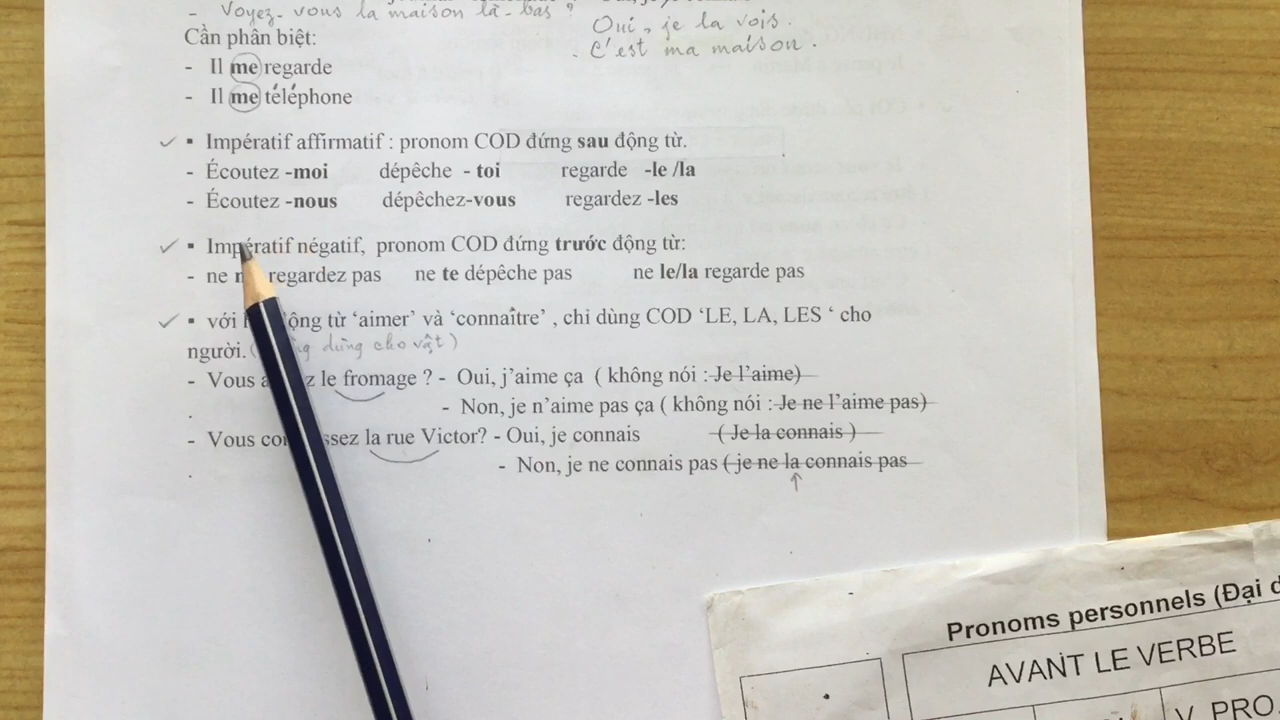 - Voyez-vous la maison là-bas ?
Oui, je la vois.
Cần phân biệt:
- C'est ma maison.
- Il me regarde
- Il me téléphone
▪ Impératif affirmatif : pronom COD đứng sau động từ.
- Écoutez -moi dépêche - toi regarde -le /la
- Écoutez -nous dépêchez-vous regardez -les
▪ Impératif négatif, pronom COD đứng trước động từ:
- ne regardez pas ne te dépêche pas ne le/la regarde pas
▪ với động từ ‘aimer’ và ‘connaître’ , chỉ dùng COD ‘LE, LA, LES ‘ cho
người. ( dùng cho vật )
- Vous le fromage ? - Oui, j’aime ça ( không nói : Je l’aime)
- Non, je n’aime pas ça ( không nói : Je ne l’aime pas)
- Vous la rue Victor? - Oui, je connais ( Je la connais )
- Non, je ne connais pas ( je ne la connais pas
Pronoms personnels (Đại
AVANT LE VERBE
V. PRO